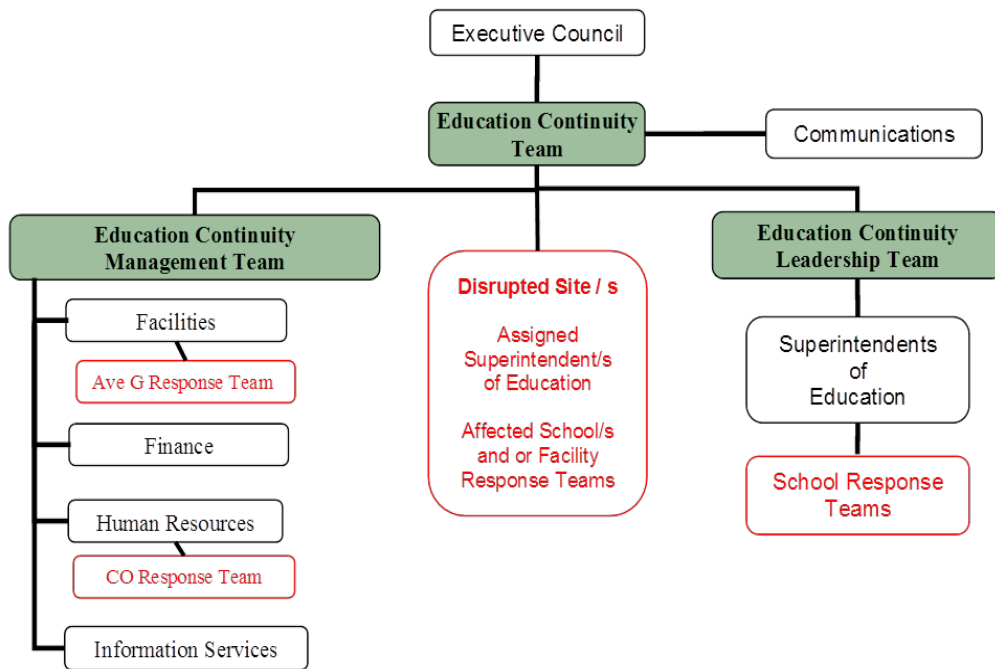 Executive Council
Education Continuity
Team
Communications
Education Continuity
Management Team
Facilities
Ave G Response Team
Finance
Human Resources
CO Response Team
Information Services
Disrupted Site / s
Assigned
Superintendent/s
of Education
Affected School/s
and or Facility
Response Teams
Education Continuity
Leadership Team
Superintendents
of
Education
School Response
Teams